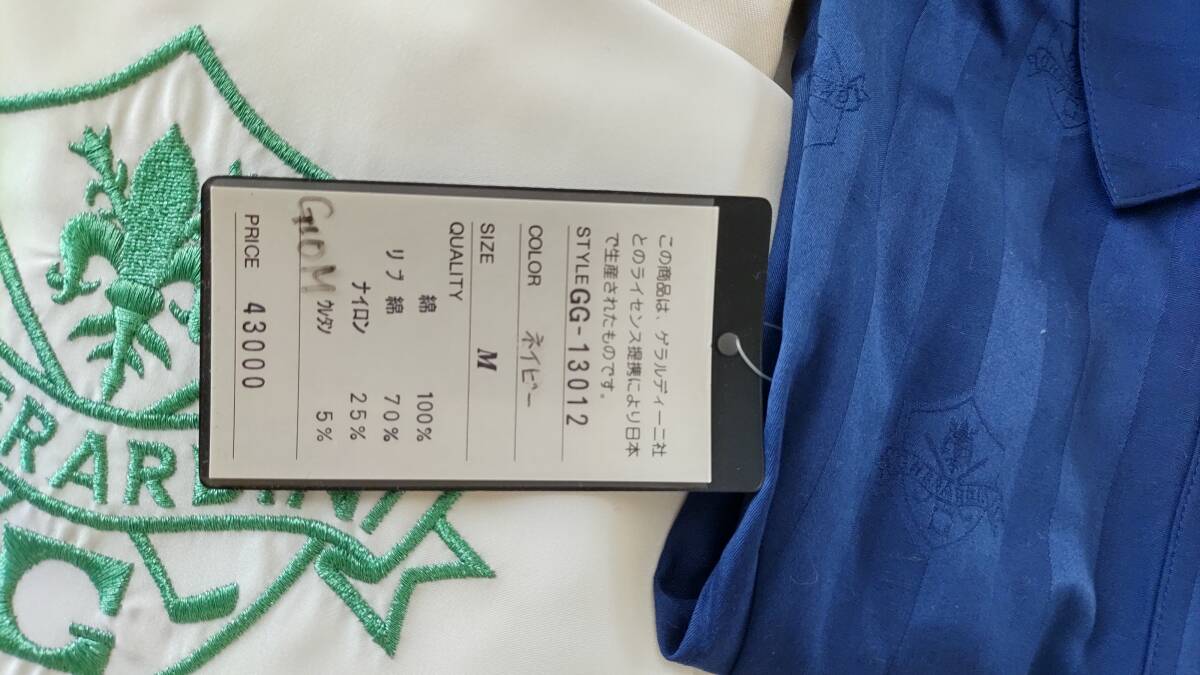 この商品は、ゲラルディーニ社
とのライセンス提携により日本
で生産されたものです。
STYLE GG-13012
COLOR ネイビー
SIZE M
QUALITY
綿 100%
リブ 綿 70%
ナイロン 25%
ウレタン 5%
PRICE 43000
ERAR
G